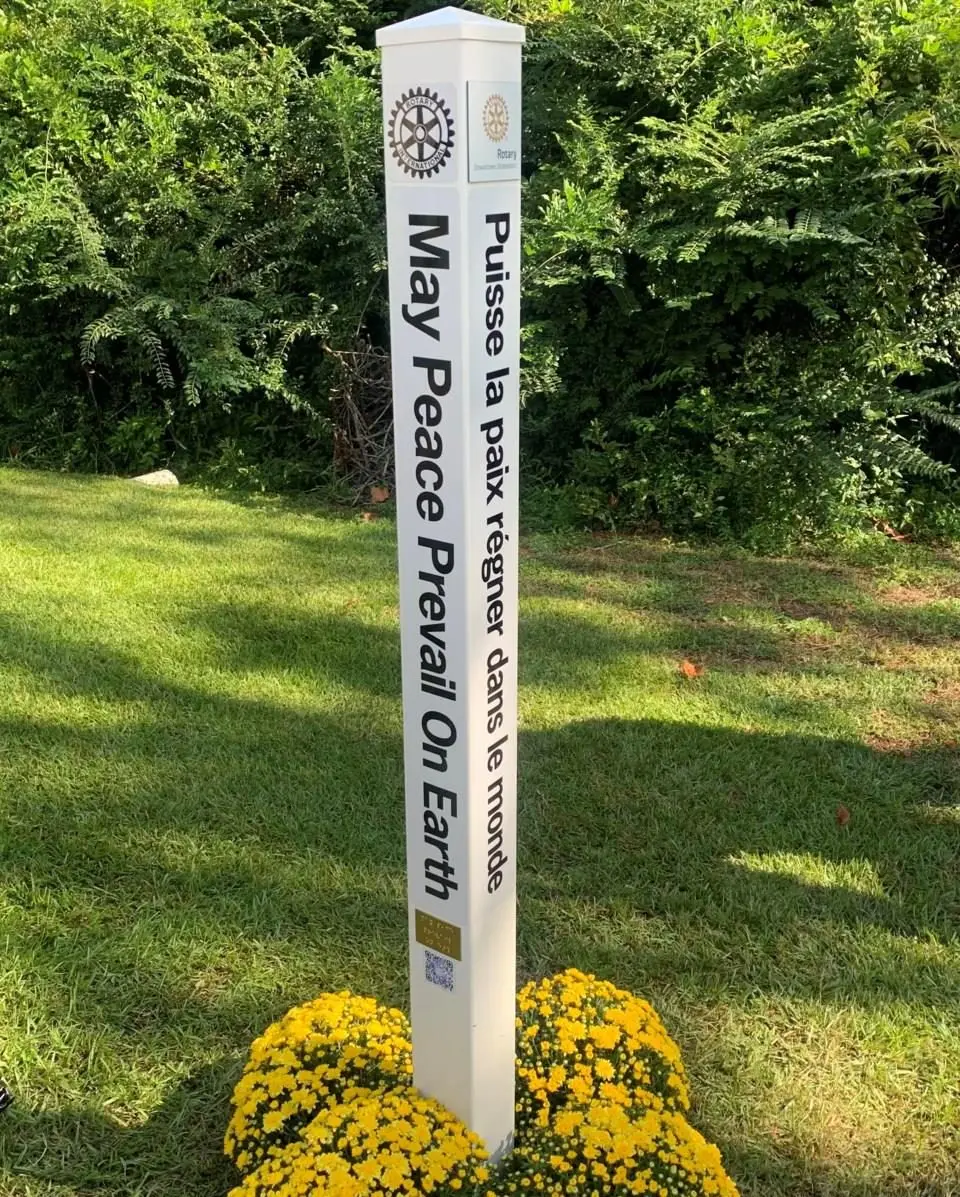 ROTARY
INTERNATIONAL
May Peace Prevail On Earth
Rotary
Puisse la paix régner dans le monde